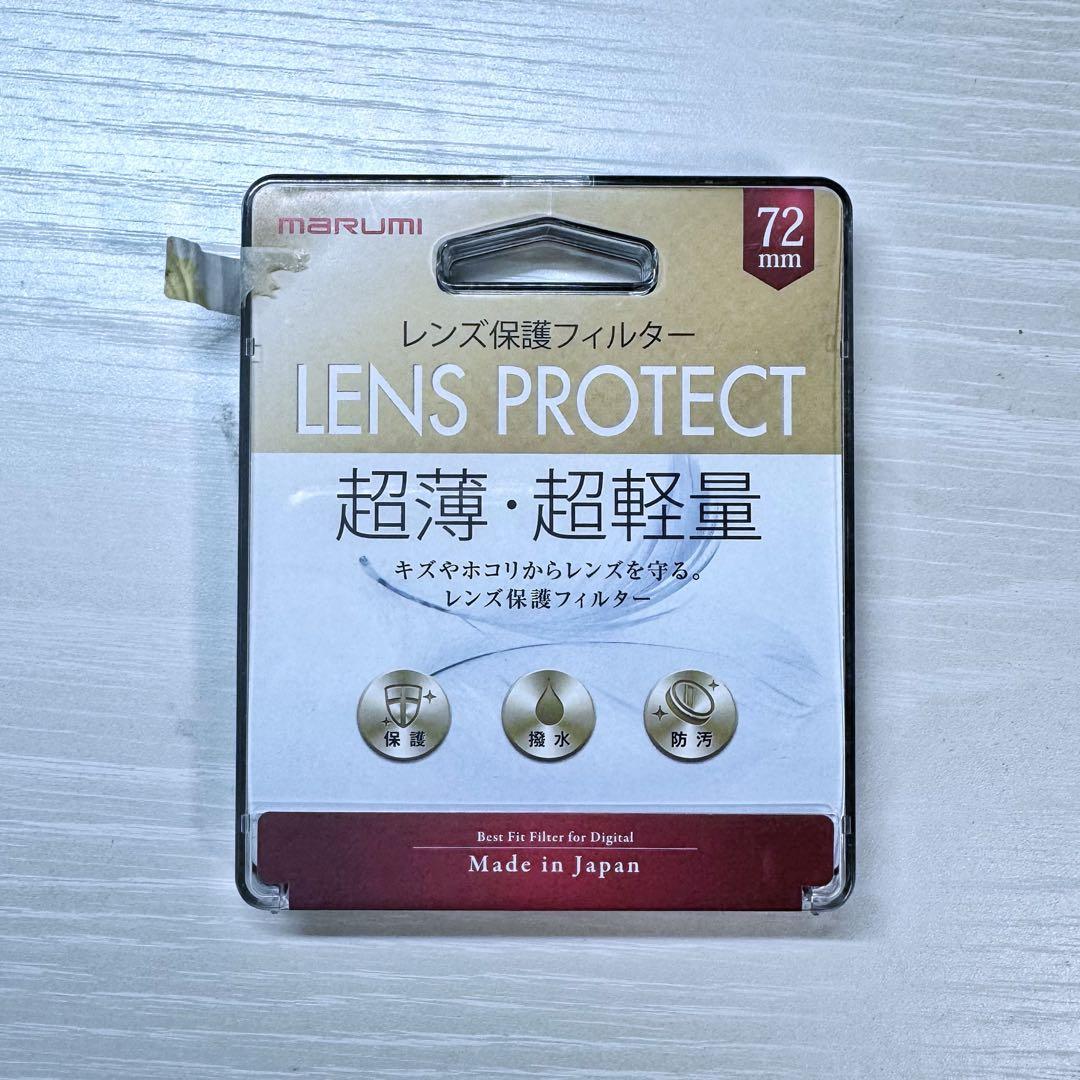 marumi
72
mm
レンズ保護フィルター
LENS PROTECT
超薄・超軽量
キズやホコリからレンズを守る。
レンズ保護フィルター
保護
撥水
防汚
Best Fit Filter for Digital
Made in Japan